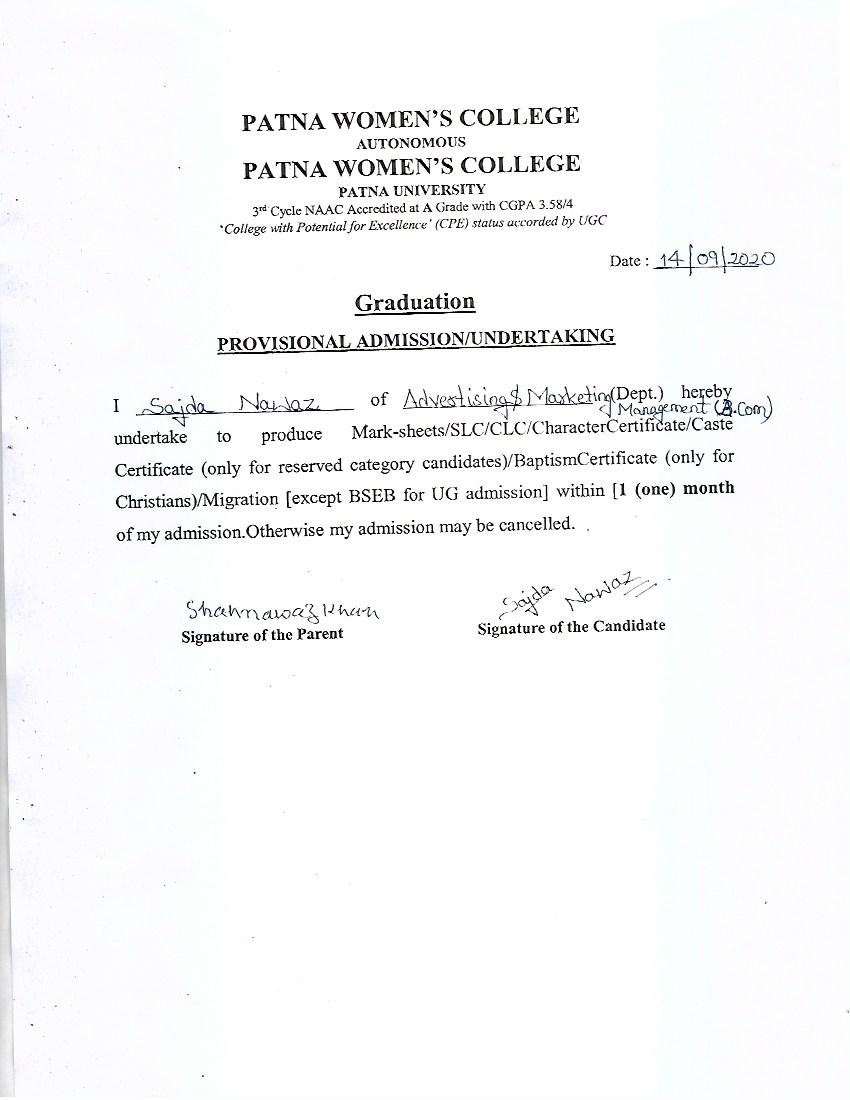 PATNA WOMEN'S COLLEGE
AUTONOMOUS
PATNA WOMEN'S COLLEGE
PATNA UNIVERSITY
3rd Cycle NAAC Accredited at A Grade with CGPA 3.58/4
'College with Potential for Excellence' (CPE) status accorded by UGC
Date : 14/09/2020
Graduation
PROVISIONAL ADMISSION/UNDERTAKING
I Sajda Nawaz of Advertising & Marketing (Dept.) hereby
Management (B.Com)
undertake to produce Mark-sheets/SLC/CLC/CharacterCertificate/Caste
Certificate (only for reserved category candidates)/BaptismCertificate (only for
Christians)/Migration [except BSEB for UG admission] within [1 (one) month
of my admission.Otherwise my admission may be cancelled.
Shahnawaz Khan
Signature of the Parent
Sajda Nawaz
Signature of the Candidate